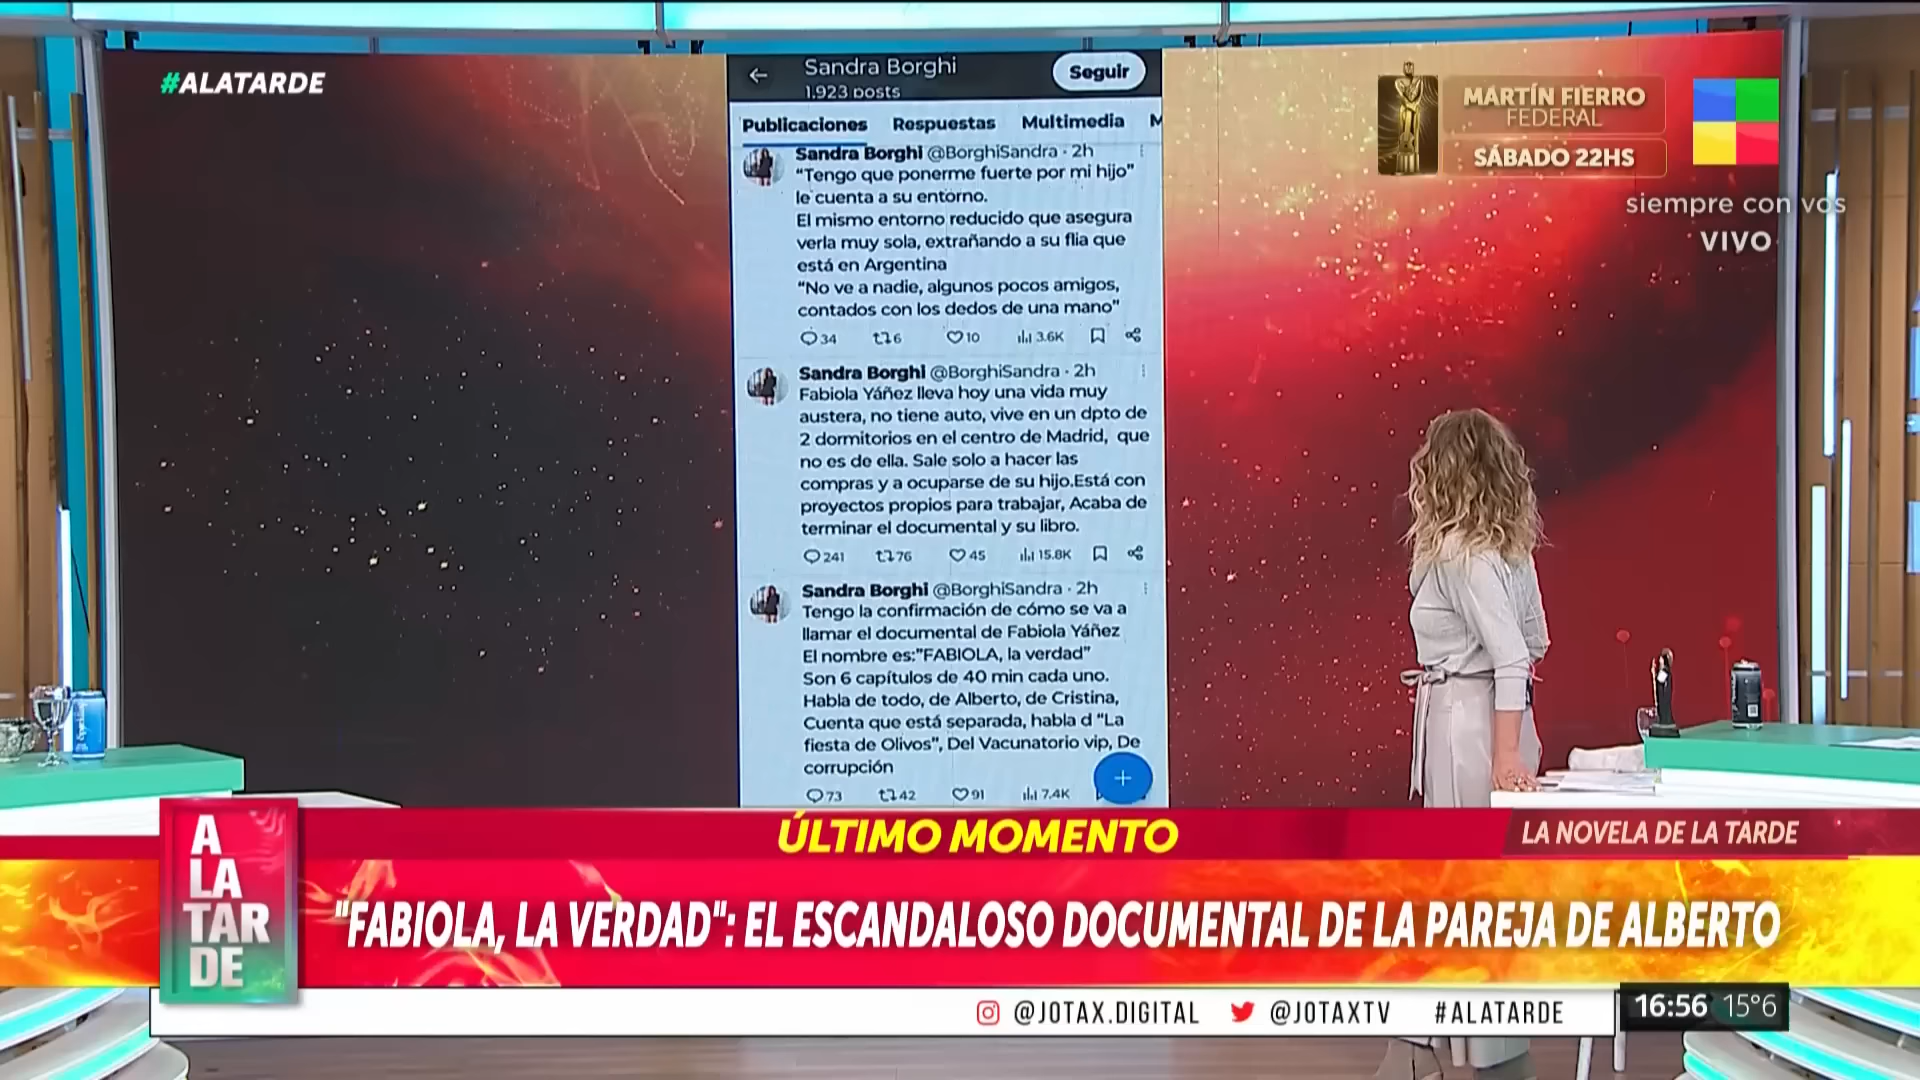 #ALATARDE
Sandra Borghi
1.923 posts
Seguir
Publicaciones Respuestas Multimedia M
Sandra Borghi @BorghiSandra · 2h
“Tengo que ponerme fuerte por mi hijo”
le cuenta a su entorno.
El mismo entorno reducido que asegura
verla muy sola, extrañando a su flia que
está en Argentina
“No ve a nadie, algunos pocos amigos,
contados con los dedos de una mano”
34 6 10 3.6K
Sandra Borghi @BorghiSandra · 2h
Fabiola Yáñez lleva hoy una vida muy
austera, no tiene auto, vive en un dpto de
2 dormitorios en el centro de Madrid, que
no es de ella. Sale solo a hacer las
compras y a ocuparse de su hijo.Está con
proyectos propios para trabajar, Acaba de
terminar el documental y su libro.
241 76 45 15.8K
Sandra Borghi @BorghiSandra · 2h
Tengo la confirmación de cómo se va a
llamar el documental de Fabiola Yáñez
El nombre es:"FABIOLA, la verdad"
Son 6 capítulos de 40 min cada uno.
Habla de todo, de Alberto, de Cristina,
Cuenta que está separada, habla d “La
fiesta de Olivos”, Del Vacunatorio vip, De
corrupción
73 42 91 7.4K
MARTÍN FIERRO
FEDERAL
SÁBADO 22HS
siempre con vos
VIVO
ÚLTIMO MOMENTO
LA NOVELA DE LA TARDE
A
LA
TAR
DE
"FABIOLA, LA VERDAD": EL ESCANDALOSO DOCUMENTAL DE LA PAREJA DE ALBERTO
@JOTAX.DIGITAL @JOTAXTV #ALATARDE
16:56 15°6